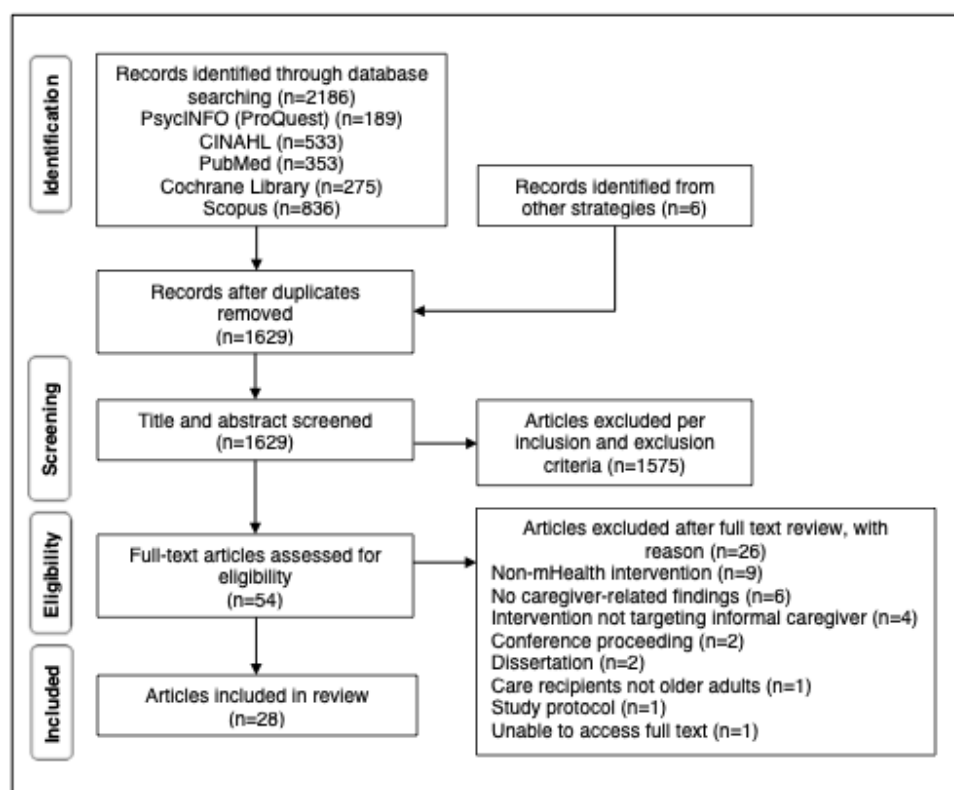 Identification
Records identified through database
searching (n=2186)
PsycINFO (ProQuest) (n=189)
CINAHL (n=533)
PubMed (n=353)
Cochrane Library (n=275)
Scopus (n=836)
Records identified from
other strategies (n=6)
Records after duplicates
removed
(n=1629)
Screening
Title and abstract screened
(n=1629)
Articles excluded per
inclusion and exclusion
criteria (n=1575)
Eligibility
Full-text articles assessed for
eligibility
(n=54)
Articles excluded after full text review, with
reason (n=26)
Non-mHealth intervention (n=9)
No caregiver-related findings (n=6)
Intervention not targeting informal caregiver (n=4)
Conference proceeding (n=2)
Dissertation (n=2)
Care recipients not older adults (n=1)
Study protocol (n=1)
Unable to access full text (n=1)
Included
Articles included in review
(n=28)